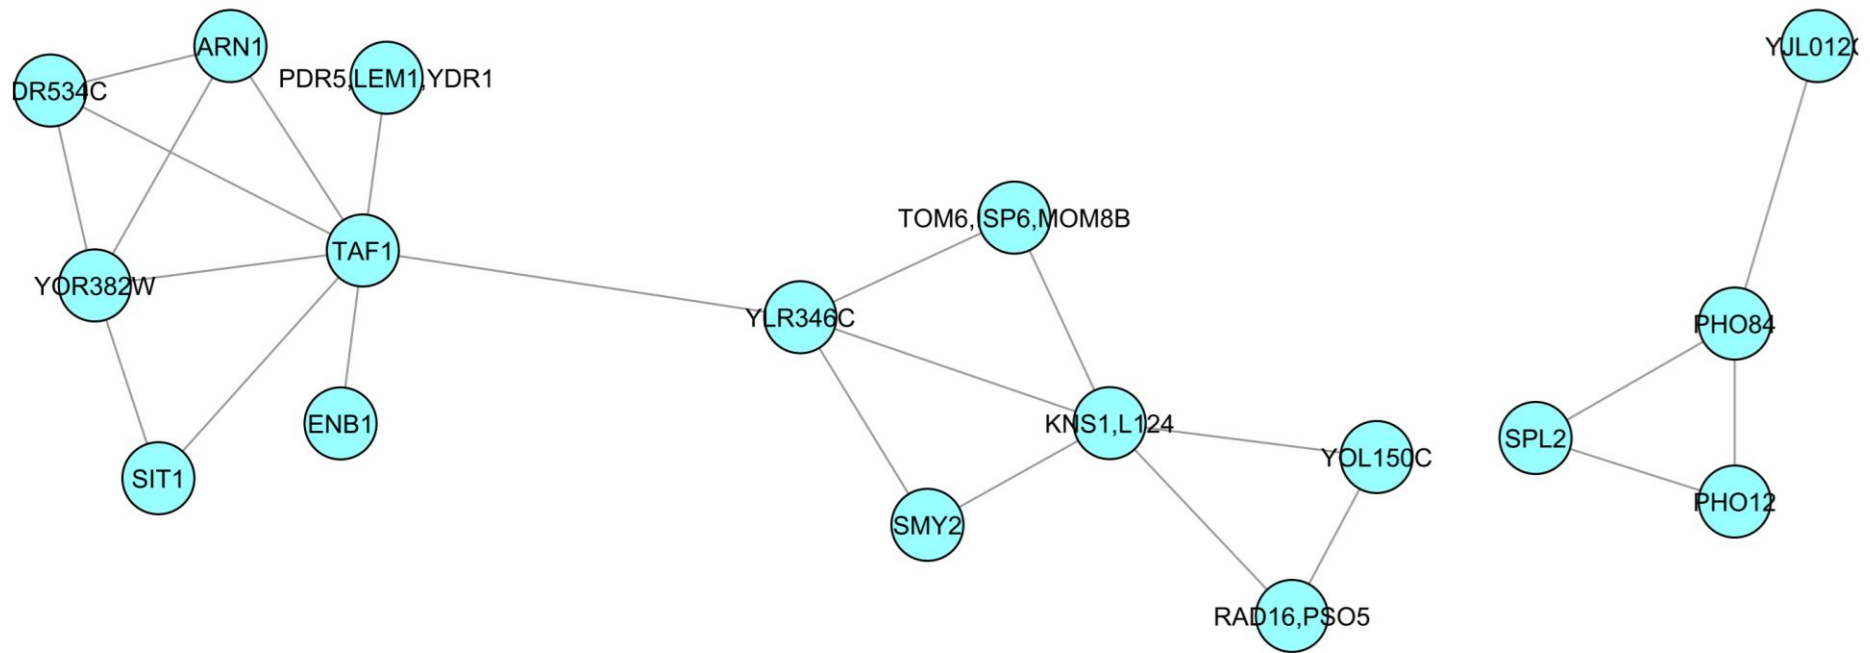 ARN1
DR534C
PDR5,LEM1,YDR1
YJL012C
TOM6,ISP6,MOM8B
TAF1
YOR382W
YLR346C
PHO84
ENB1
KNS1,L124
SPL2
YOL150C
SIT1
PHO12
SMY2
RAD16,PSO5